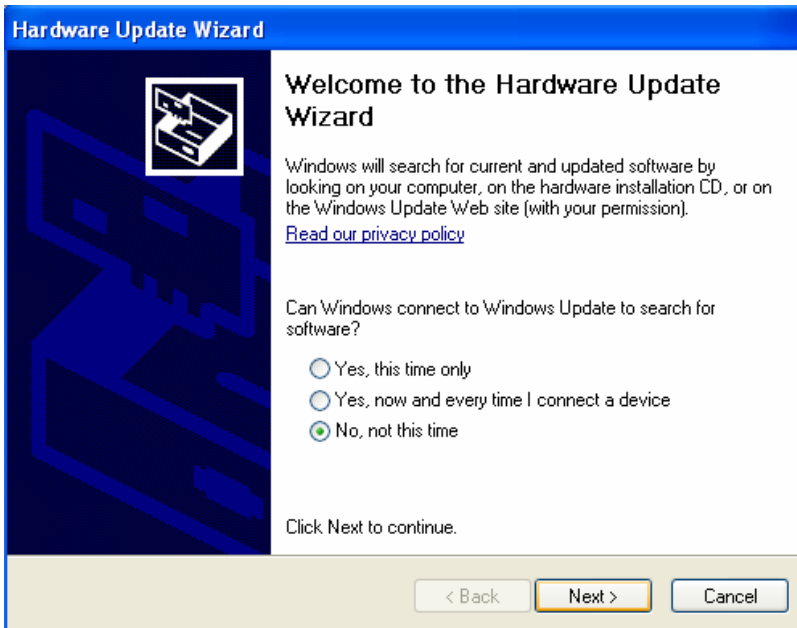 Hardware Update Wizard
Welcome to the Hardware Update
Wizard
Windows will search for current and updated software by
looking on your computer, on the hardware installation CD, or on
the Windows Update Web site (with your permission).
Read our privacy policy
Can Windows connect to Windows Update to search for
software?
Yes, this time only
Yes, now and every time I connect a device
No, not this time
Click Next to continue.
< Back Next > Cancel